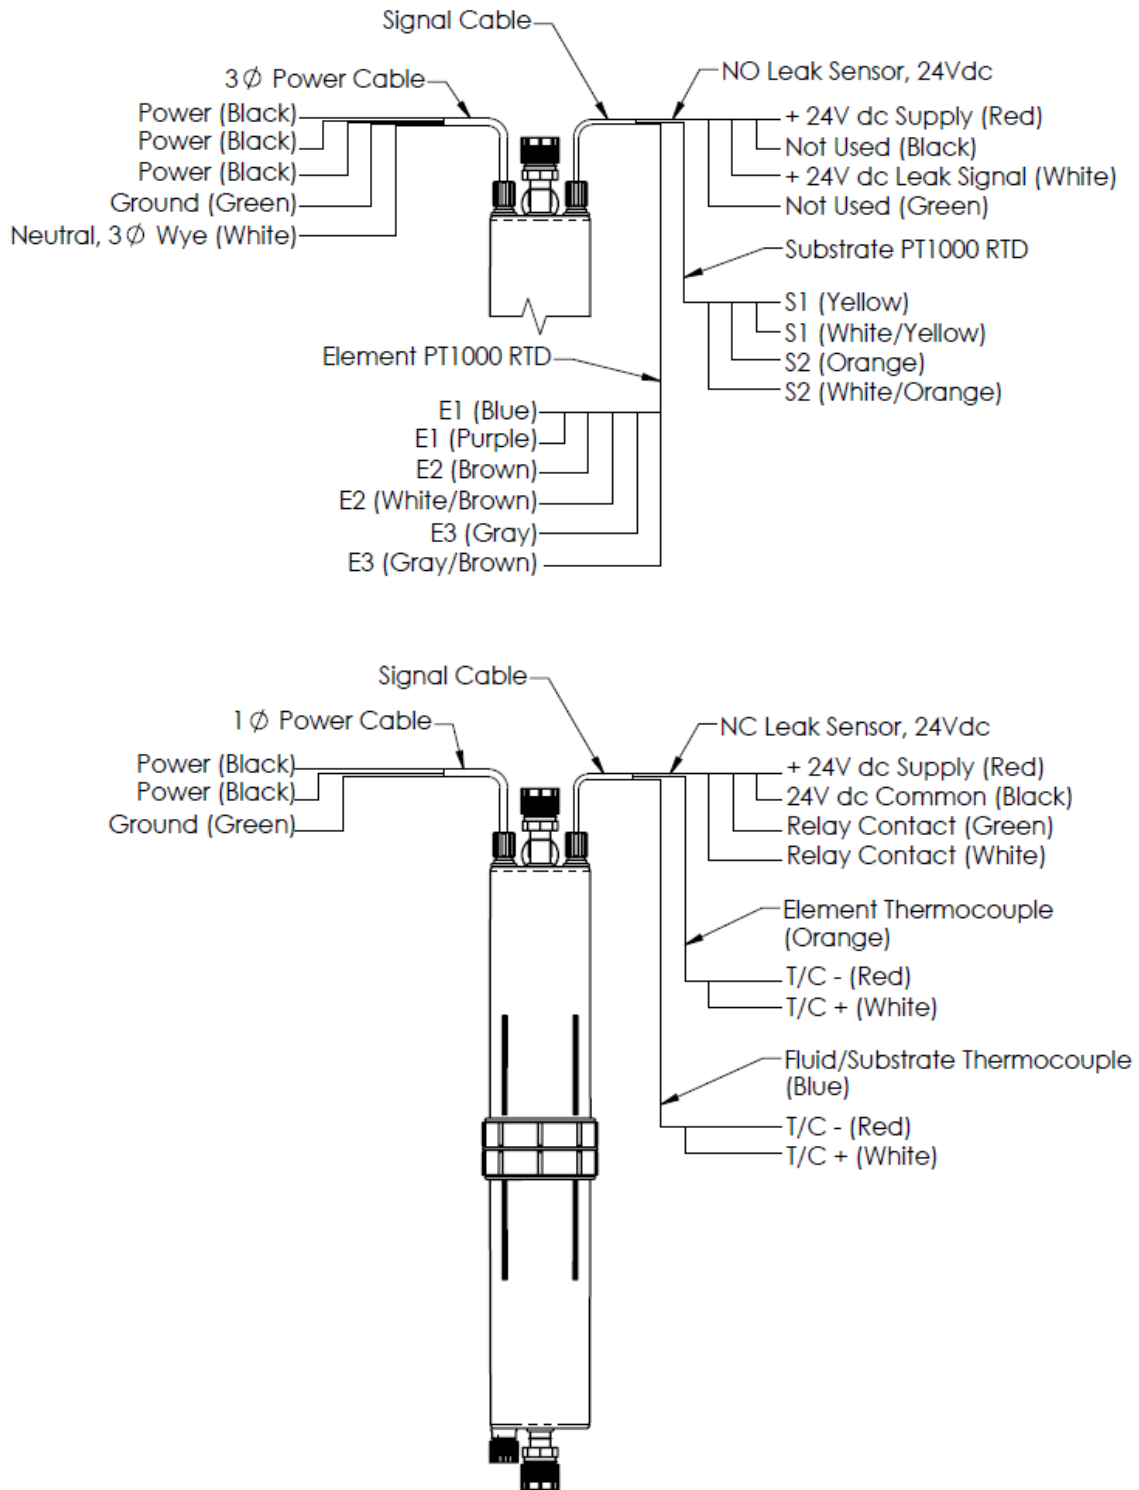 Signal Cable
3∅ Power Cable
Power (Black)
Power (Black)
Power (Black)
Ground (Green)
Neutral, 3∅ Wye (White)
NO Leak Sensor, 24Vdc
+ 24V dc Supply (Red)
Not Used (Black)
+ 24V dc Leak Signal (White)
Not Used (Green)
Substrate PT1000 RTD
S1 (Yellow)
S1 (White/Yellow)
S2 (Orange)
S2 (White/Orange)
Element PT1000 RTD
E1 (Blue)
E1 (Purple)
E2 (Brown)
E2 (White/Brown)
E3 (Gray)
E3 (Gray/Brown)
Signal Cable
1∅ Power Cable
Power (Black)
Power (Black)
Ground (Green)
NC Leak Sensor, 24Vdc
+ 24V dc Supply (Red)
24V dc Common (Black)
Relay Contact (Green)
Relay Contact (White)
Element Thermocouple
(Orange)
T/C - (Red)
T/C + (White)
Fluid/Substrate Thermocouple
(Blue)
T/C - (Red)
T/C + (White)